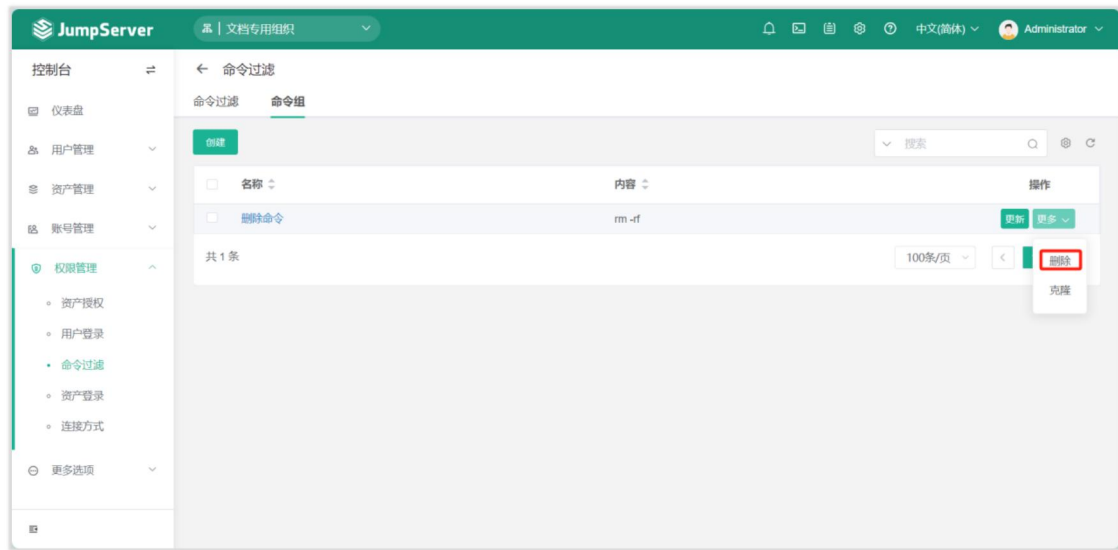 JumpServer
文档专用组织
中文(简体)
Administrator
控制台
命令过滤
仪表盘
命令过滤 命令组
用户管理
创建
搜索
资产管理
名称 内容 操作
账号管理
删除命令 rm -rf 更新 更多
权限管理
共 1 条 100条/页
删除
克隆
资产授权
用户登录
命令过滤
资产登录
连接方式
更多选项